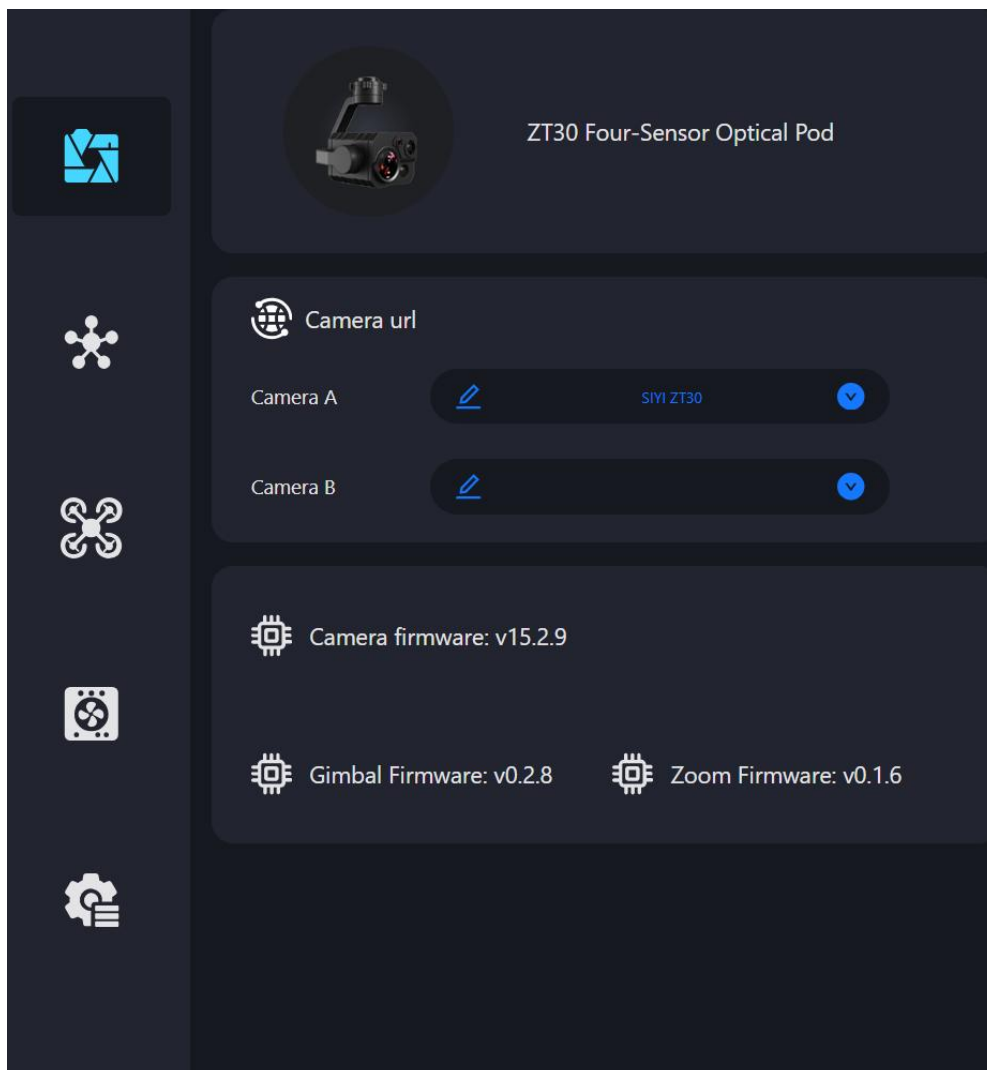 ZT30 Four-Sensor Optical Pod
Camera url
Camera A
SIYI ZT30
Camera B
Camera firmware: v15.2.9
Gimbal Firmware: v0.2.8
Zoom Firmware: v0.1.6